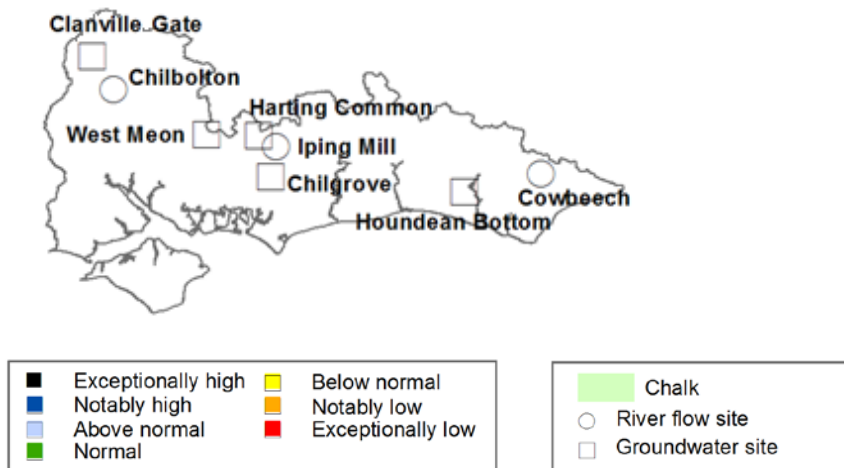 Clanville Gate
Chilbolton
Harting Common
West Meon
Iping Mill
Chilgrove
Cowbeech
Houndean Bottom
Exceptionally high
Notably high
Above normal
Normal
Below normal
Notably low
Exceptionally low
Chalk
River flow site
Groundwater site